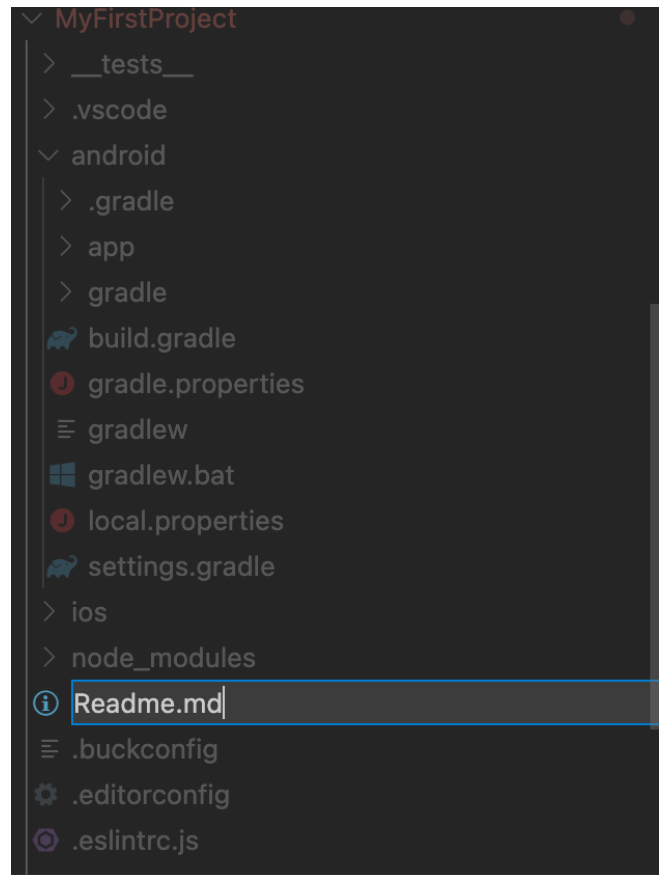 MyFirstProject
__tests__
.vscode
android
.gradle
app
gradle
build.gradle
gradle.properties
gradlew
gradlew.bat
local.properties
settings.gradle
ios
node_modules
Readme.md
.buckconfig
.editorconfig
.eslintrc.js